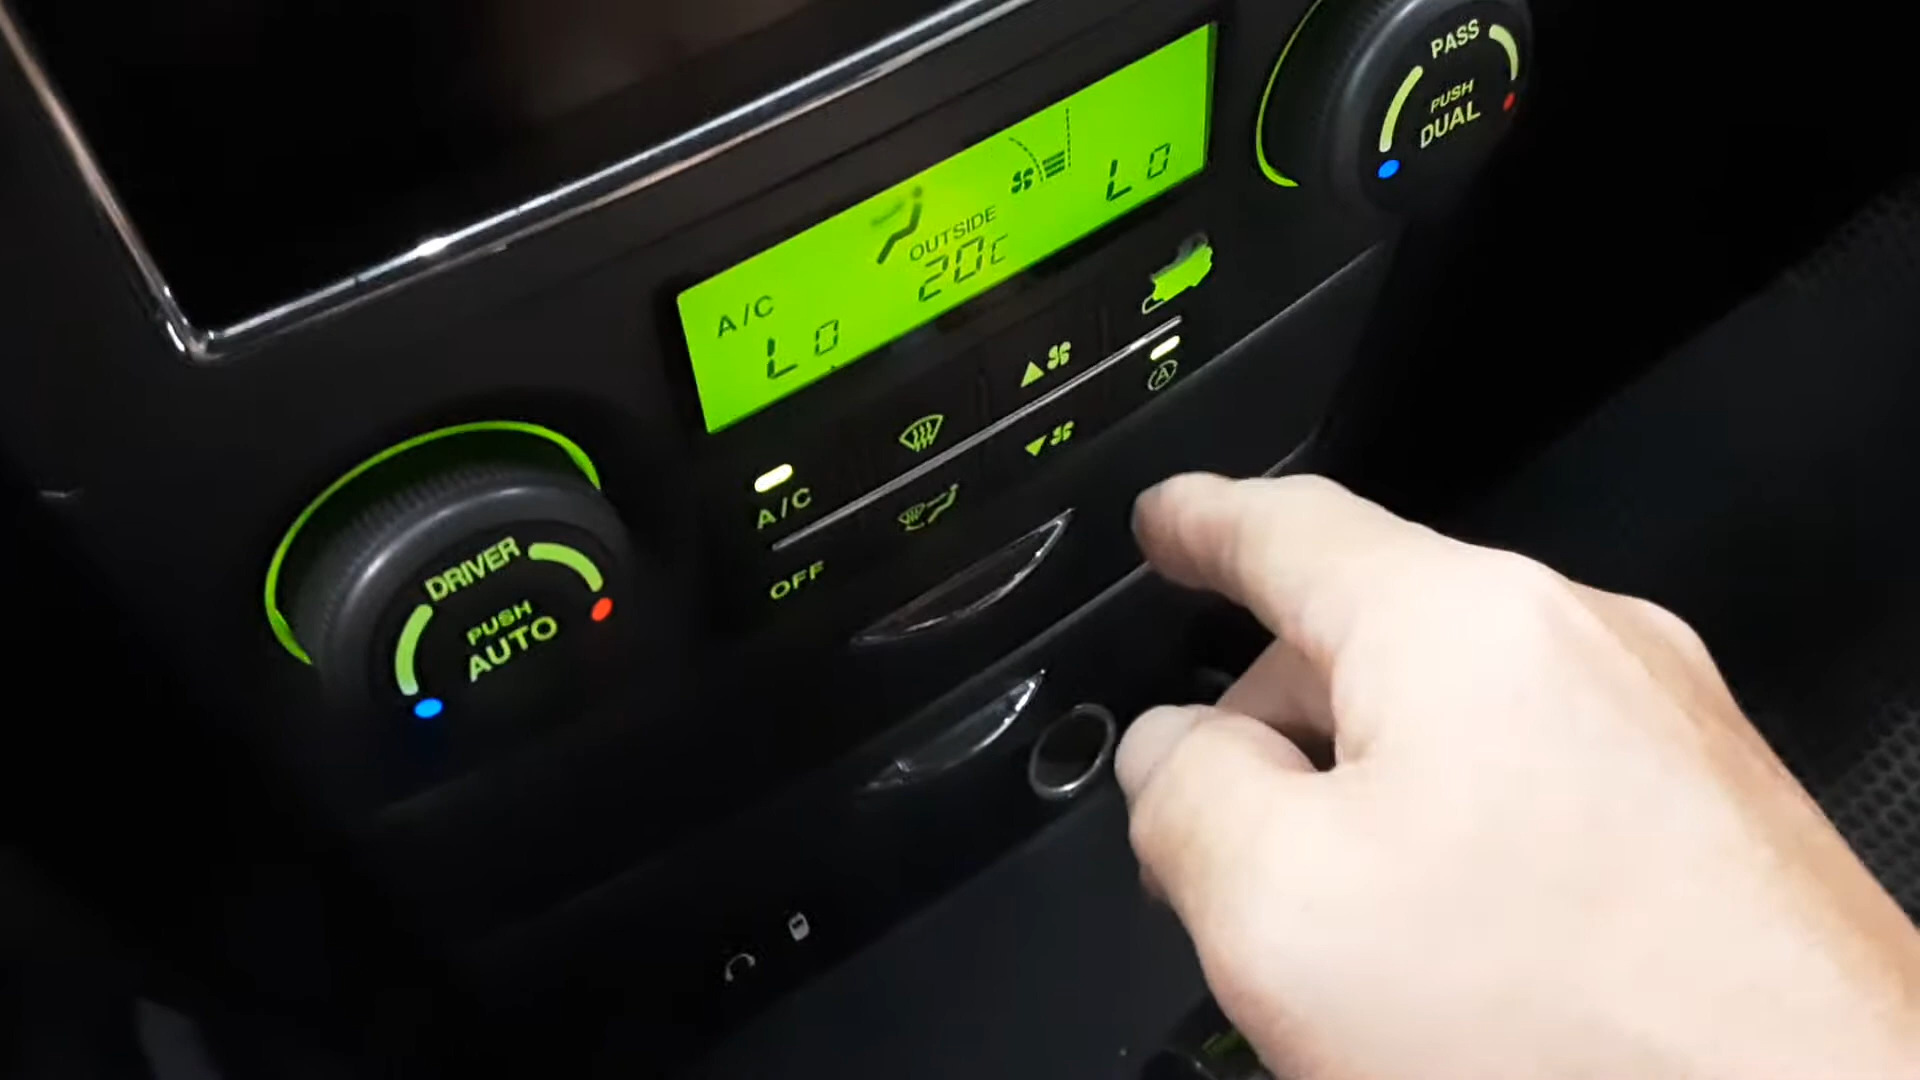 PASS
PUSH
DUAL
LO
OUTSIDE
20c
A/C
LO
A/C
OFF
A
DRIVER
PUSH
AUTO